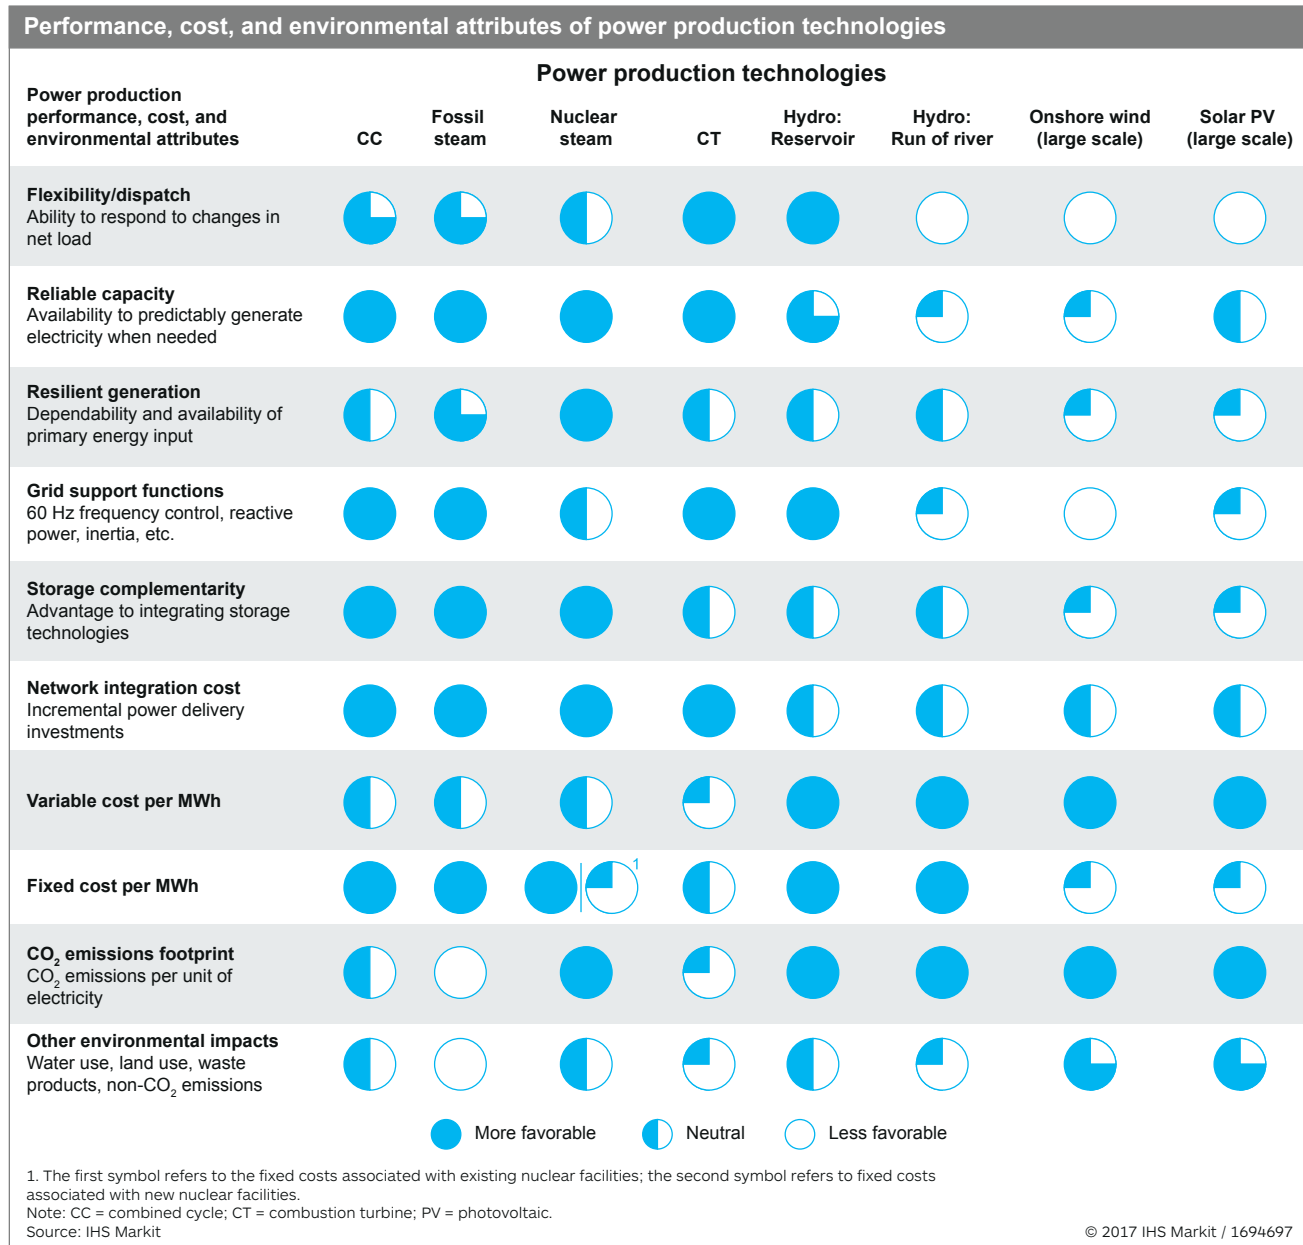 Performance, cost, and environmental attributes of power production technologies
Power production technologies
Power production
performance, cost, and
environmental attributes
CC
Fossil
steam
Nuclear
steam
CT
Hydro:
Reservoir
Hydro:
Run of river
Onshore wind
(large scale)
Solar PV
(large scale)
Flexibility/dispatch
Ability to respond to changes in
net load
Reliable capacity
Availability to predictably generate
electricity when needed
Resilient generation
Dependability and availability of
primary energy input
Grid support functions
60 Hz frequency control, reactive
power, inertia, etc.
Storage complementarity
Advantage to integrating storage
technologies
Network integration cost
Incremental power delivery
investments
Variable cost per MWh
Fixed cost per MWh
1
CO2 emissions footprint
CO2 emissions per unit of
electricity
Other environmental impacts
Water use, land use, waste
products, non-CO2 emissions
More favorable
Neutral
Less favorable
1. The first symbol refers to the fixed costs associated with existing nuclear facilities; the second symbol refers to fixed costs
associated with new nuclear facilities.
Note: CC = combined cycle; CT = combustion turbine; PV = photovoltaic.
Source: IHS Markit
© 2017 IHS Markit / 1694697